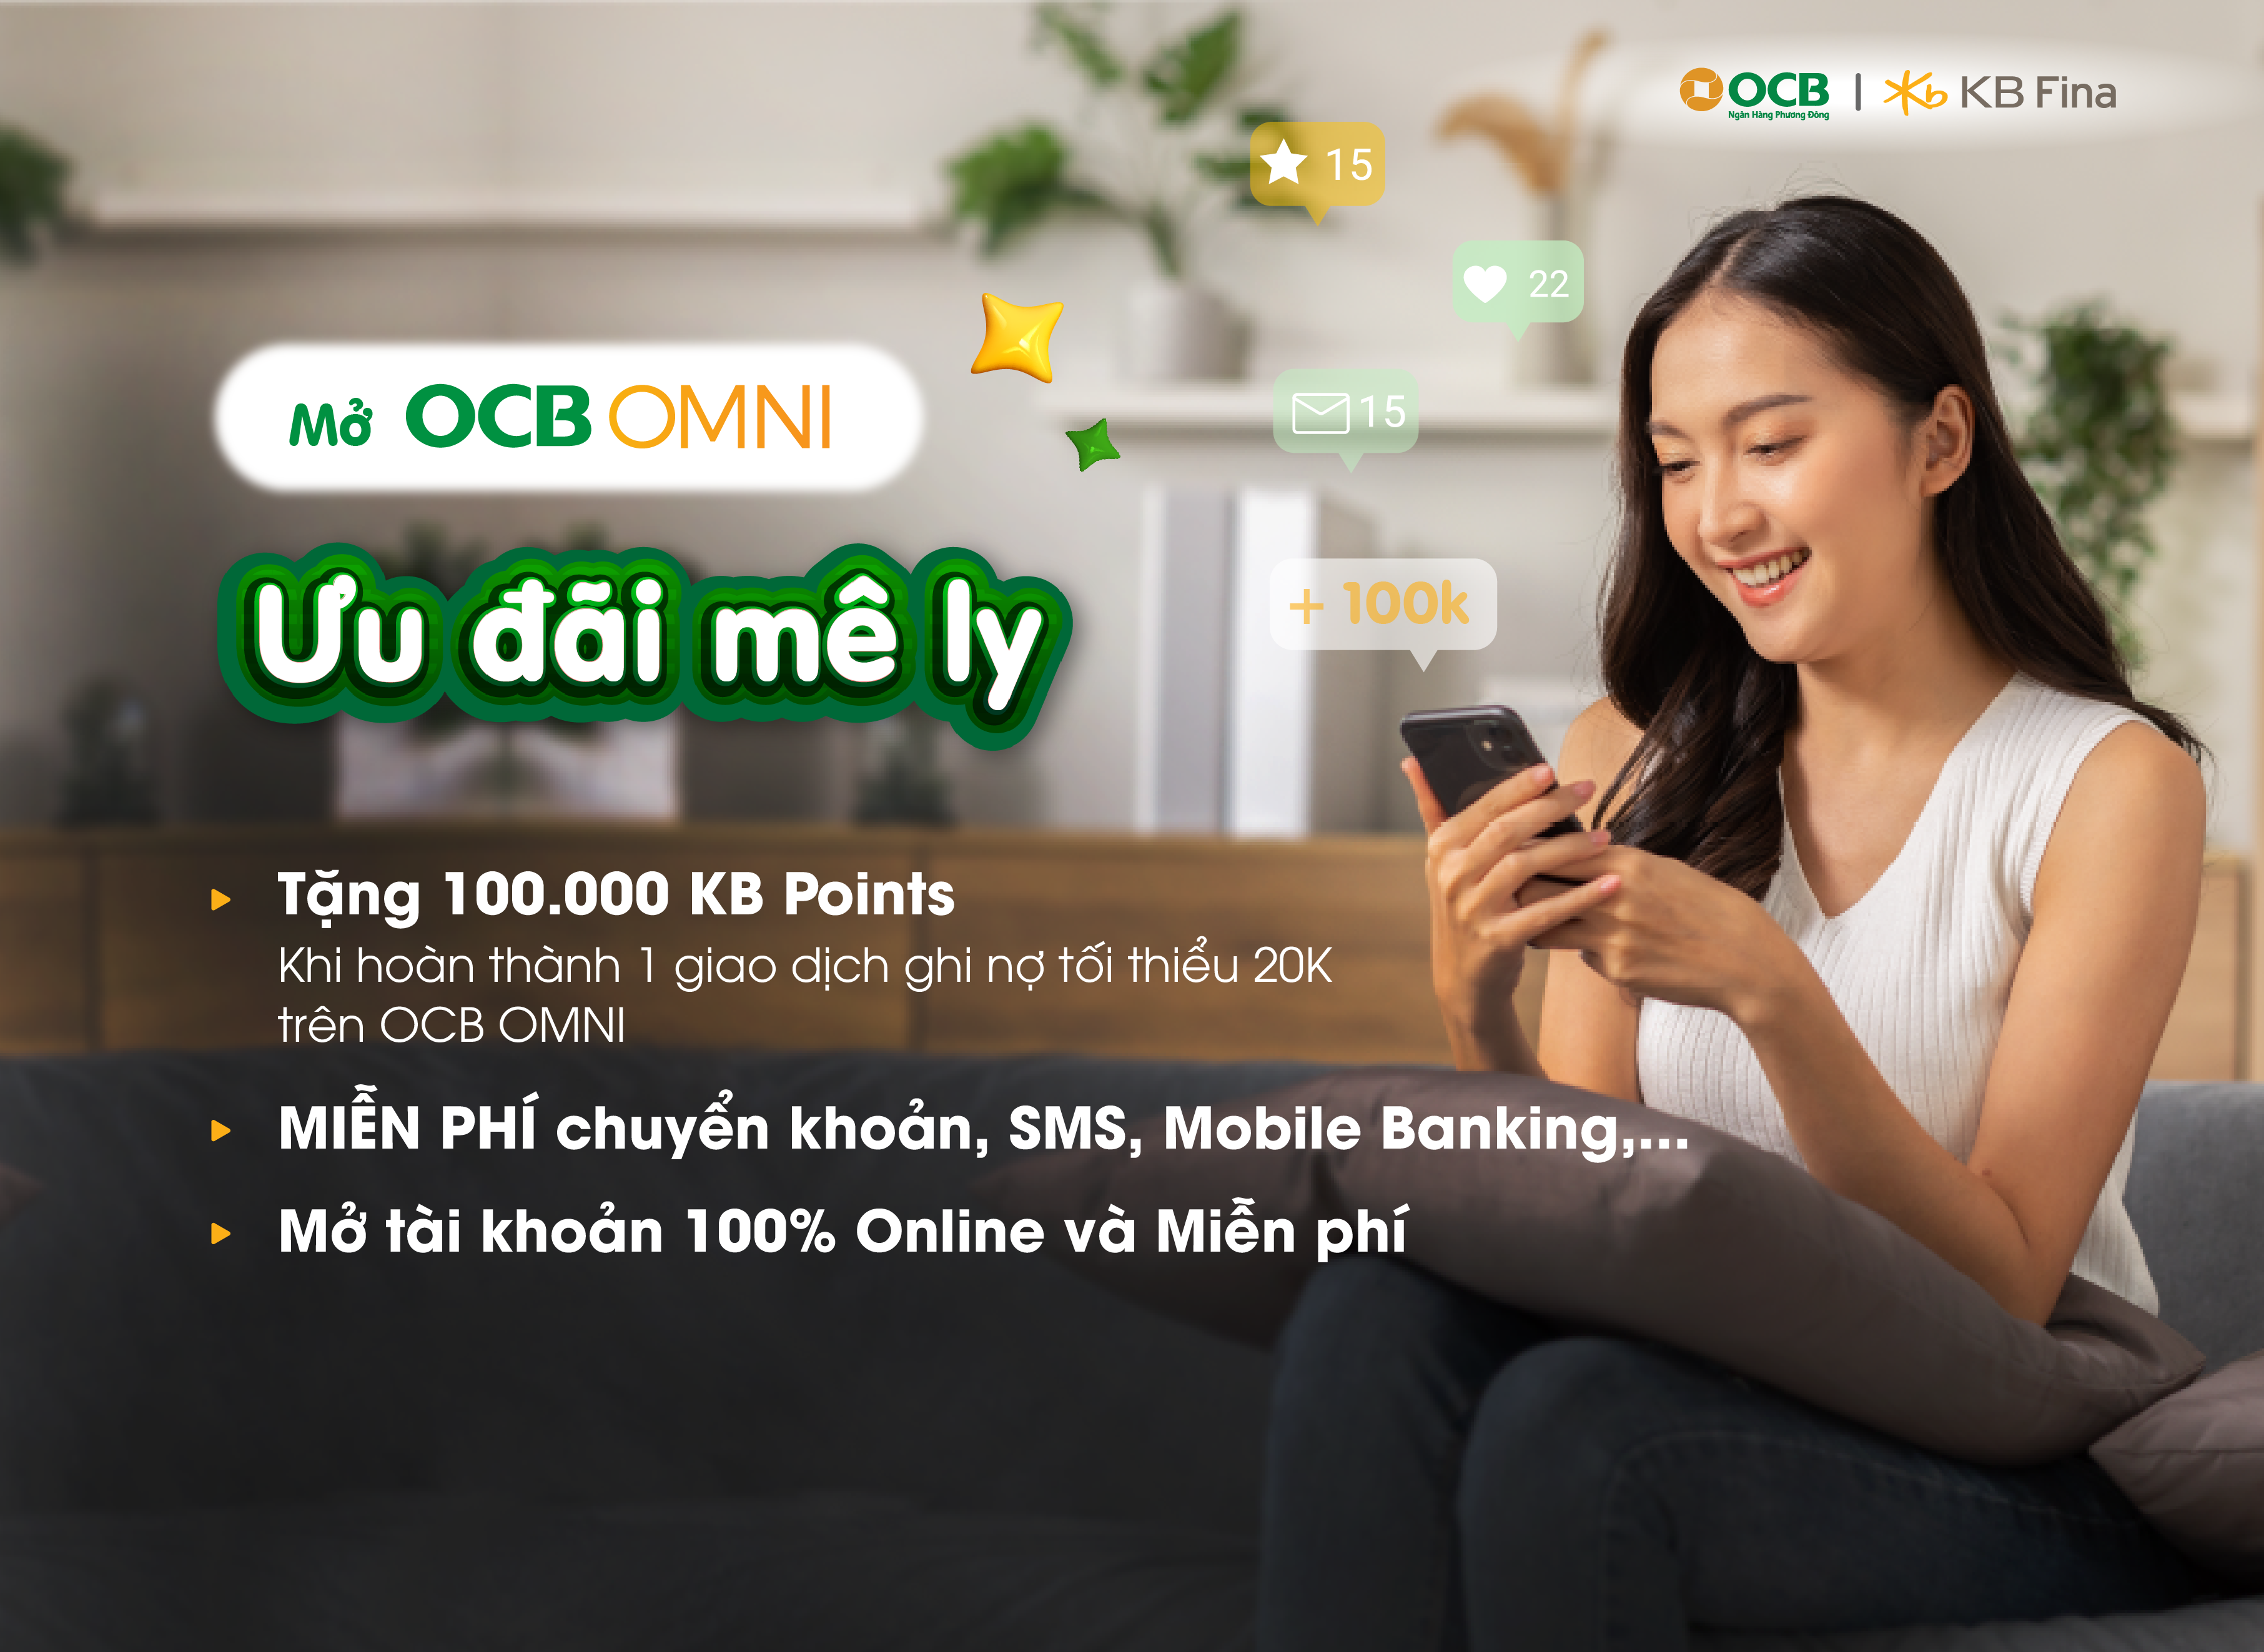 OCB
Ngân Hàng Phương Đông
KB Fina
15
22
Mở OCB OMNI
15
Ưu đãi mê ly
+ 100k
Tặng 100.000 KB Points
Khi hoàn thành 1 giao dịch ghi nợ tối thiểu 20K
trên OCB OMNI
MIỄN PHÍ chuyển khoản, SMS, Mobile Banking,...
Mở tài khoản 100% Online và Miễn phí